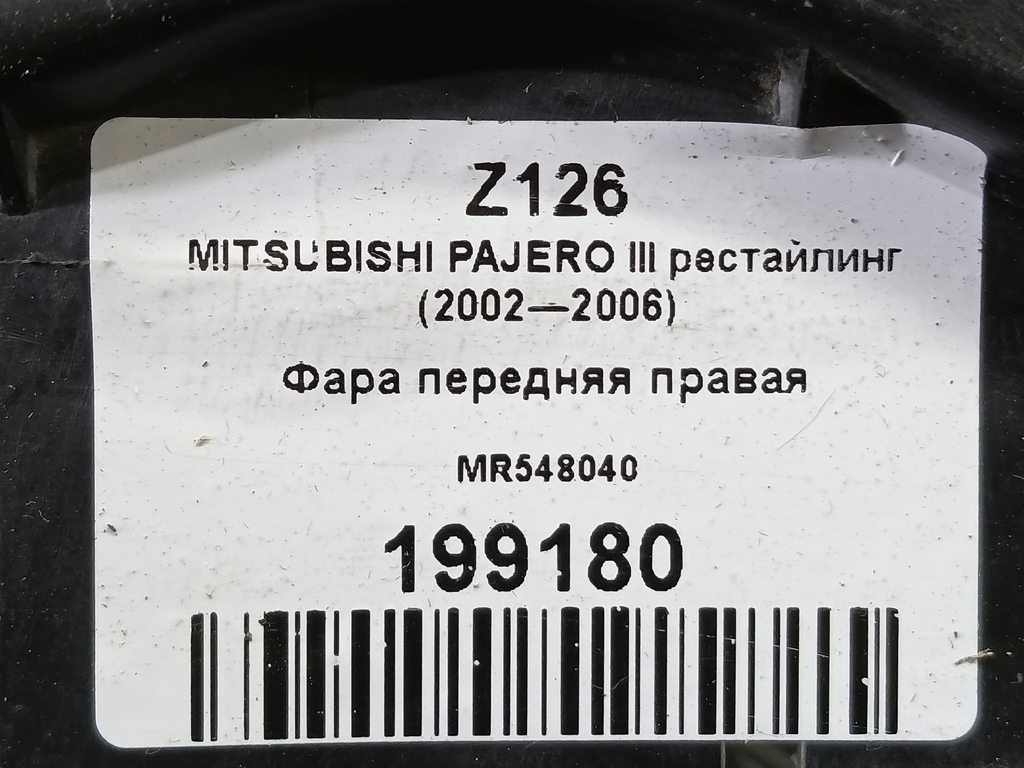 Z126
MITSUBISHI PAJERO III рестайлинг
(2002—2006)
Фара передняя правая
MR548040
199180